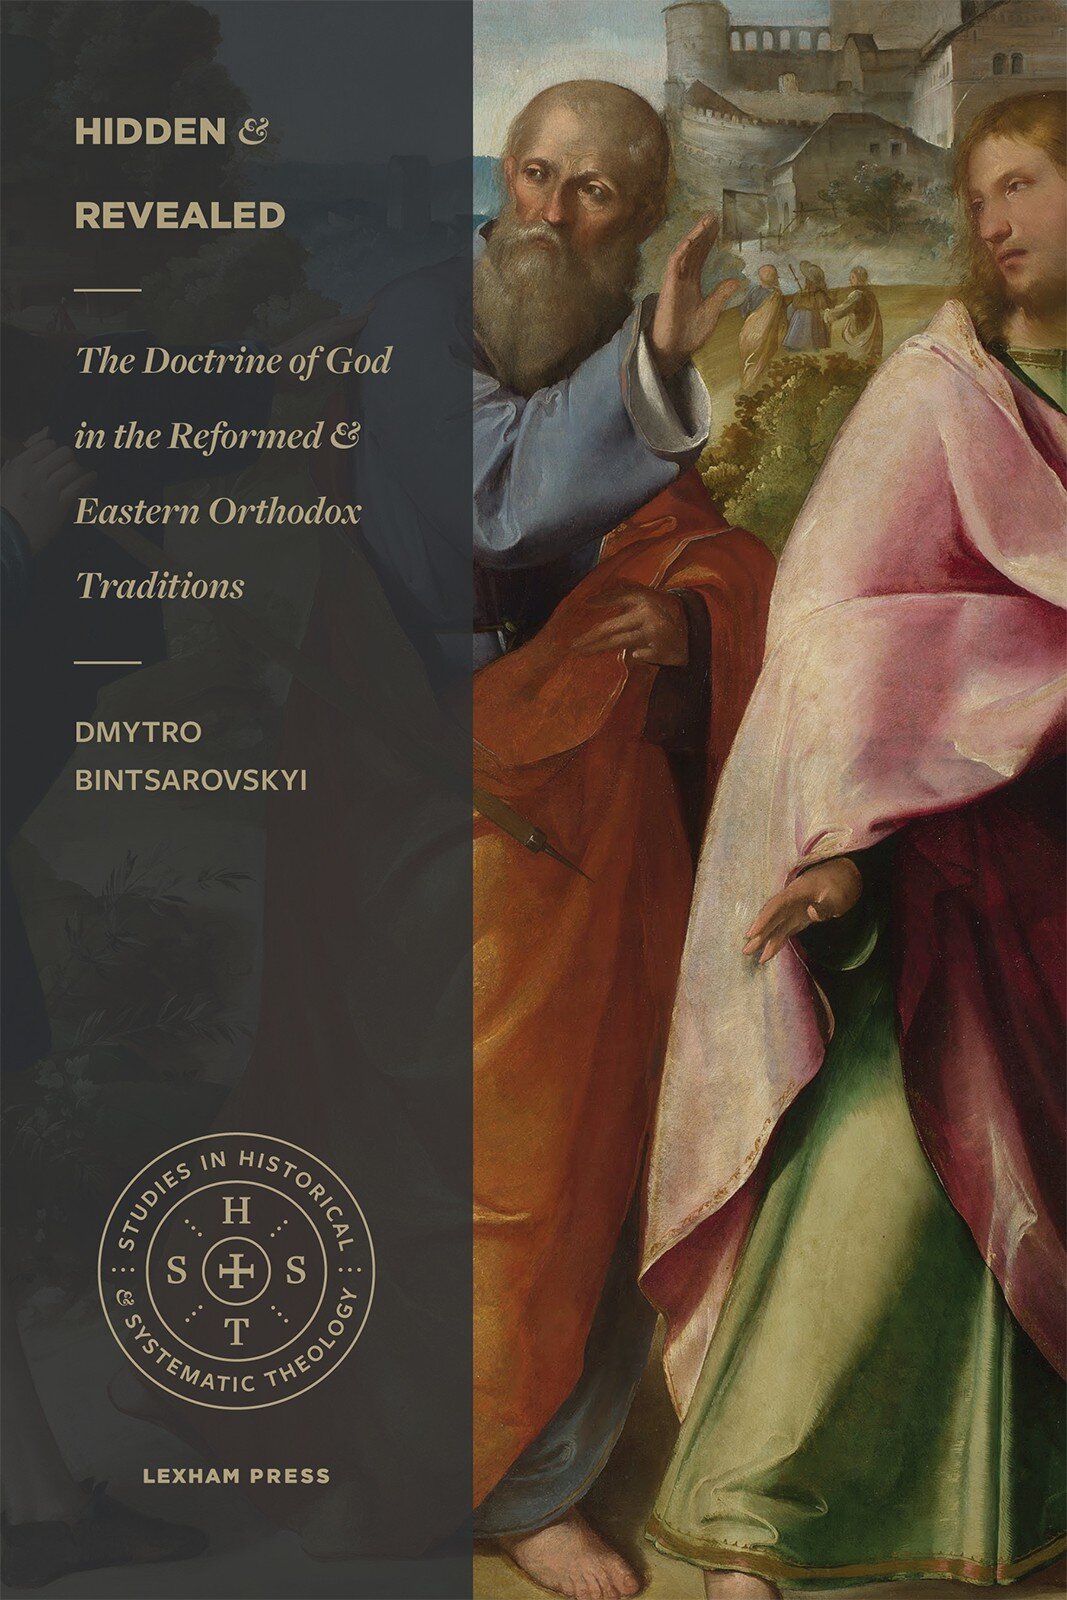 HIDDEN &
REVEALED
The Doctrine of God
in the Reformed &
Eastern Orthodox
Traditions
DMYTRO
BINTSAROVSKYI
STUDIES IN HISTORICAL
& SYSTEMATIC THEOLOGY
H
S S
T
LEXHAM PRESS